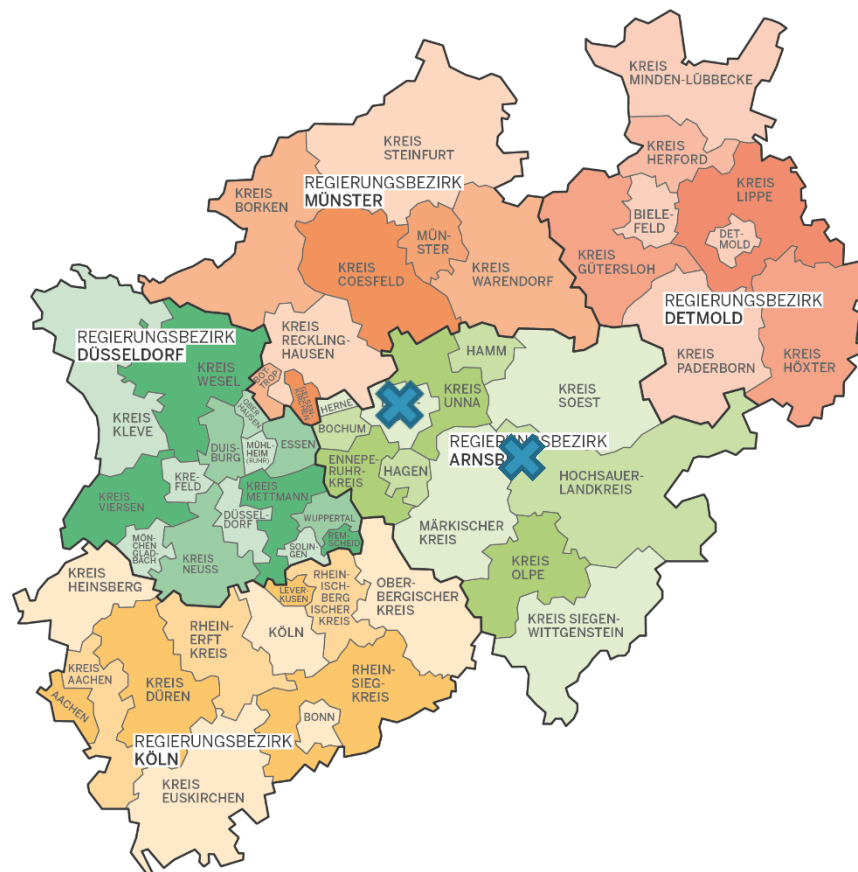 KREIS
MINDEN-LÜBBECKE
KREIS
STEINFURT
KREIS
HERFORD
REGIERUNGSBEZIRK
MÜNSTER
KREIS
BORKEN
KREIS
LIPPE
BIELE-
FELD
MÜN-
STER
DET-
MOLD
KREIS
COESFELD
KREIS
WARENDORF
KREIS
GÜTERSLOH
REGIERUNGSBEZIRK
DETMOLD
REGIERUNGSBEZIRK
DÜSSELDORF
KREIS
RECKLING-
HAUSEN
KREIS
PADERBORN
KREIS
HÖXTER
KREIS
WESEL
BOT-
TROP
GELSEN-
KIRCHEN
HAMM
KREIS
UNNA
KREIS
SOEST
KREIS
KLEVE
OBER-
HAUSEN
HERNE
BOCHUM
DUIS-
BURG
MÜHL-
HEIM
(RUHR)
ESSEN
ENNEPE-
RUHR-
KREIS
HAGEN
REGIERUNGSBEZIRK
ARNSB
HOCHSAUER-
LANDKREIS
KRE-
FELD
KREIS
METTMANN
KREIS
VIERSEN
DÜSSEL-
DORF
WUPPERTAL
REM-
SCHEID
SOLIN-
GEN
MÄRKISCHER
KREIS
MÖN-
CHEN
GLAD-
BACH
KREIS
NEUSS
KREIS
OLPE
KREIS
HEINSBERG
LEVER-
KUSEN
RHEIN-
ISCH-
BERG
ISCHER
KREIS
OBER-
BERGISCHER
KREIS
KREIS SIEGEN-
WITTGENSTEIN
RHEIN-
ERFT
KREIS
KÖLN
KREIS
AACHEN
KREIS
DÜREN
RHEIN-
SIEG-
KREIS
AACHEN
BONN
REGIERUNGSBEZIRK
KÖLN
KREIS
EUSKIRCHEN